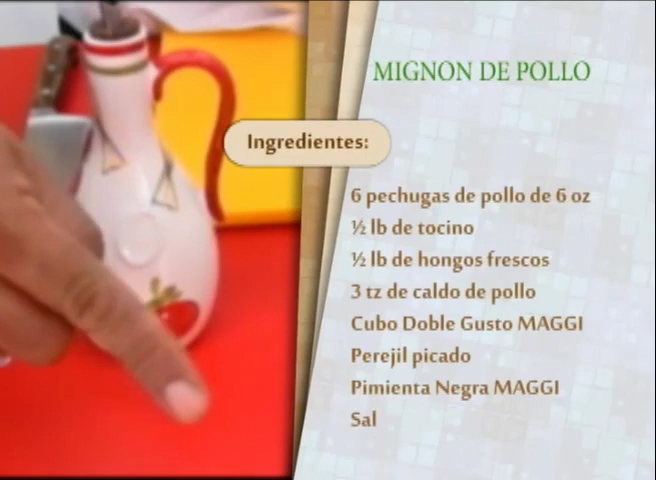 MIGNON DE POLLO
Ingredientes:
6 pechugas de pollo de 6 oz
½ lb de tocino
½ lb de hongos frescos
3 tz de caldo de pollo
Cubo Doble Gusto MAGGI
Perejil picado
Pimienta Negra MAGGI
Sal